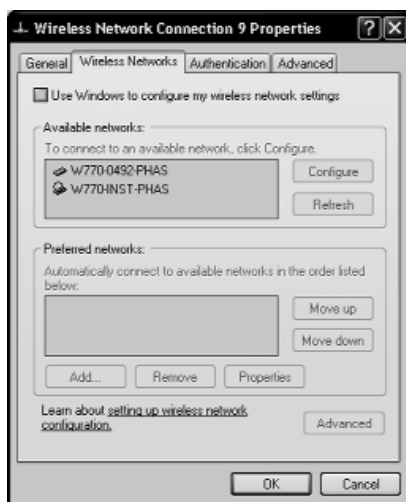 Wireless Network Connection 9 Properties
General Wireless Networks Authentication Advanced
Use Windows to configure my wireless network settings
Available networks:
To connect to an available network, click Configure.
W770-0492-PHAS
W770-INST-PHAS
Configure
Refresh
Preferred networks:
Automatically connect to available networks in the order listed
below:
Move up
Move down
Add... Remove Properties
Learn about setting up wireless network
configuration.
Advanced
OK Cancel